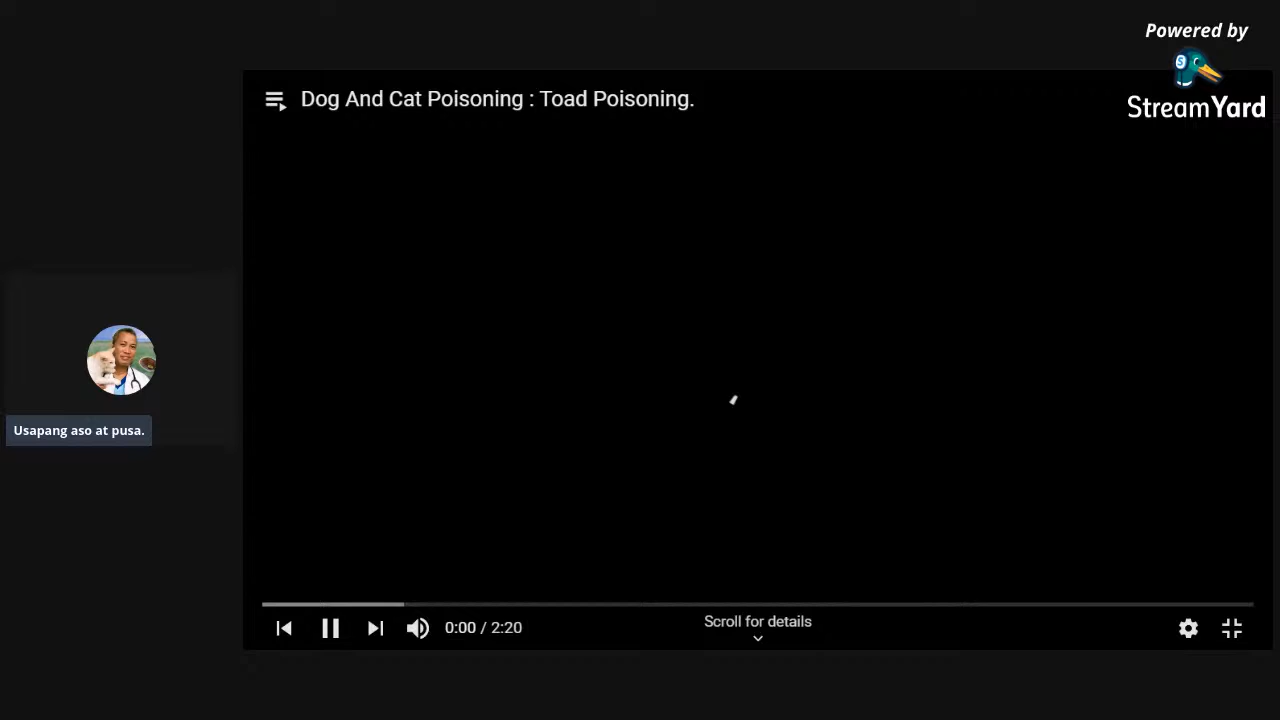 Powered by
StreamYard
Dog And Cat Poisoning : Toad Poisoning.
Usapang aso at pusa.
0:00 / 2:20
Scroll for details